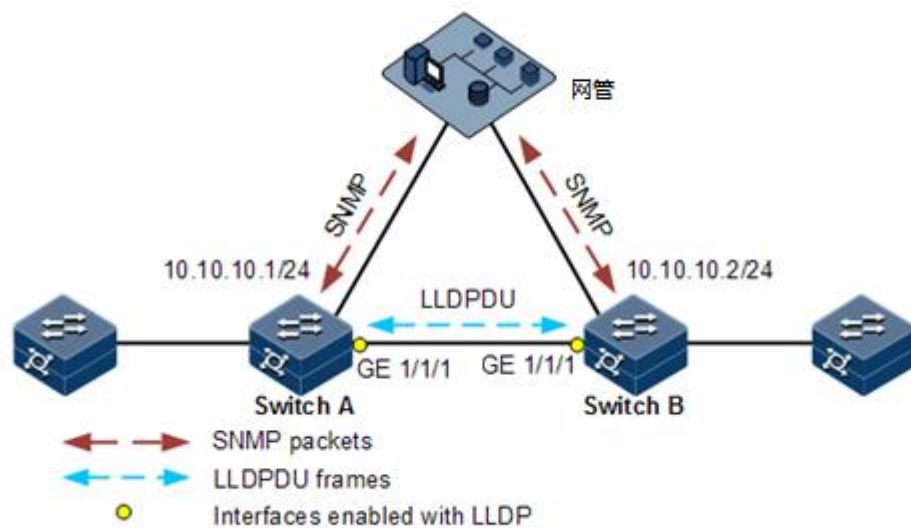 网管
SNMP
SNMP
10.10.10.1/24
10.10.10.2/24
LLDPDU
GE 1/1/1
GE 1/1/1
Switch A
Switch B
SNMP packets
LLDPDU frames
Interfaces enabled with LLDP